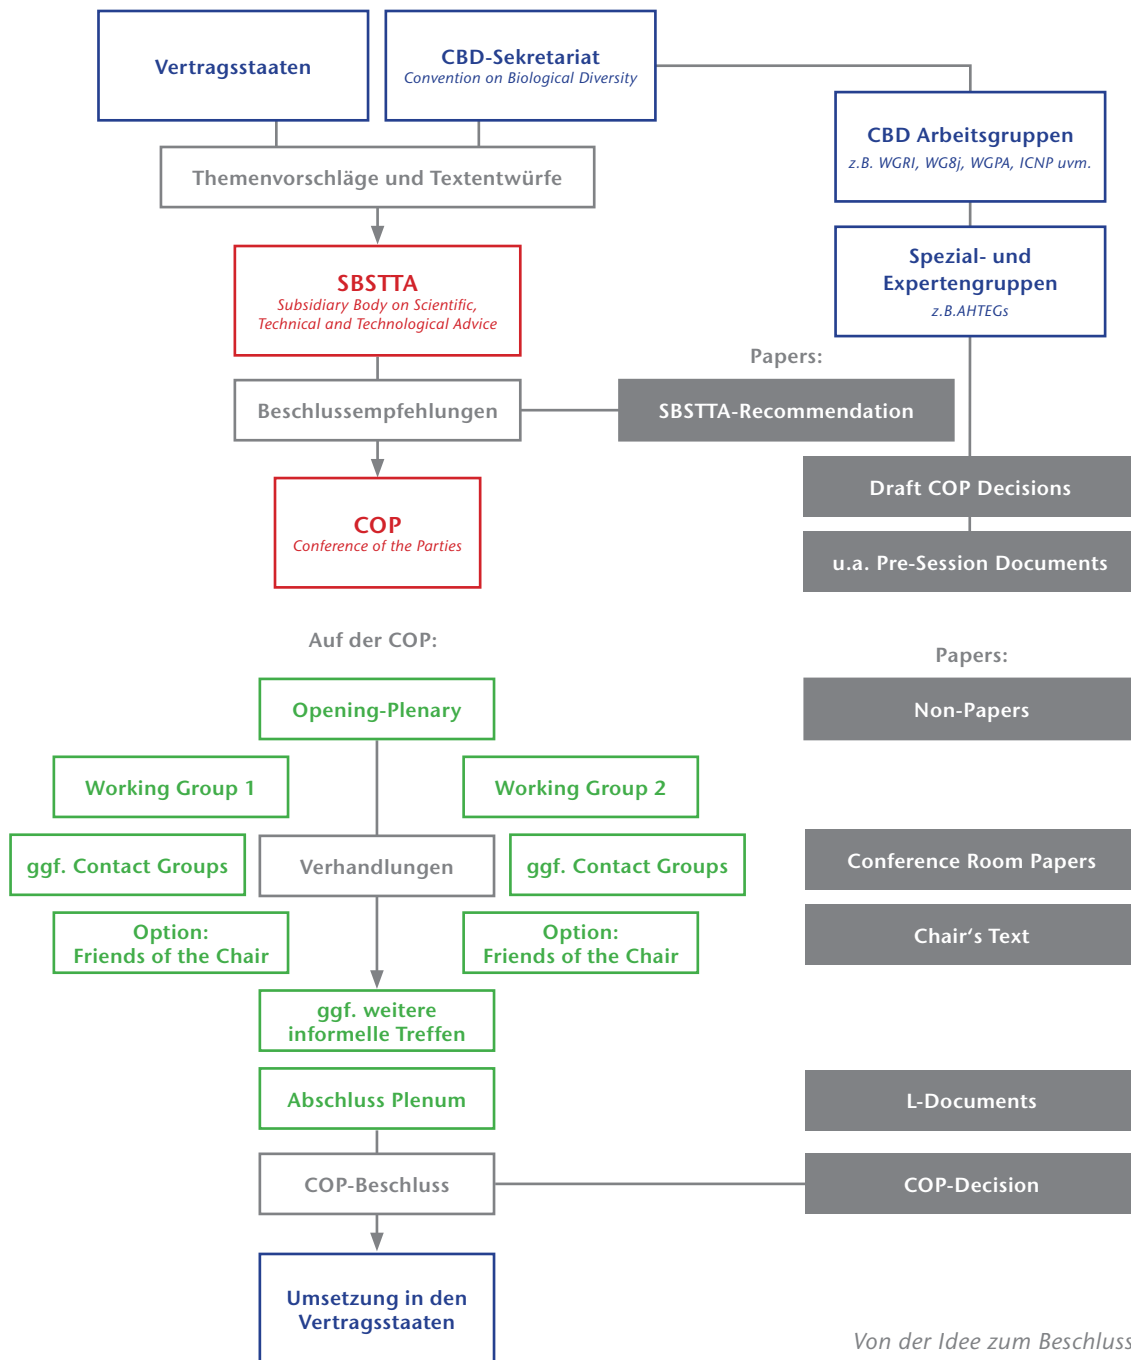 Vertragsstaaten
CBD-Sekretariat
Convention on Biological Diversity
CBD Arbeitsgruppen
z.B. WGRI, WG8j, WGPA, ICNP uvm.
Themenvorschläge und Textentwürfe
Spezial- und
Expertengruppen
z.B.AHTEGs
SBSTTA
Subsidiary Body on Scientific,
Technical and Technological Advice
Papers:
Beschlussempfehlungen
SBSTTA-Recommendation
Draft COP Decisions
COP
Conference of the Parties
u.a. Pre-Session Documents
Auf der COP:
Papers:
Opening-Plenary
Non-Papers
Working Group 1
Working Group 2
ggf. Contact Groups
Verhandlungen
ggf. Contact Groups
Conference Room Papers
Option:
Friends of the Chair
Option:
Friends of the Chair
Chair‘s Text
ggf. weitere
informelle Treffen
Abschluss Plenum
L-Documents
COP-Beschluss
COP-Decision
Umsetzung in den
Vertragsstaaten
Von der Idee zum Beschluss